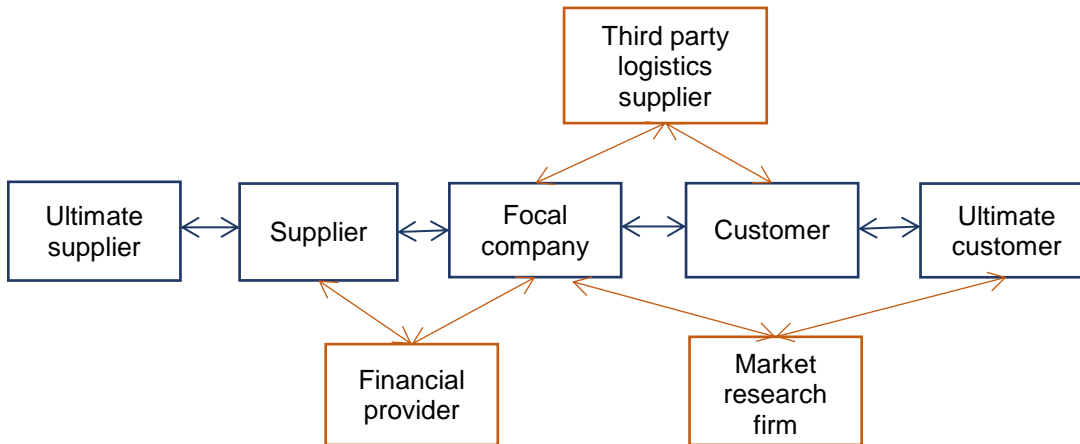 Third party
logistics
supplier
Ultimate
supplier
Supplier
Focal
company
Customer
Ultimate
customer
Financial
provider
Market
research
firm